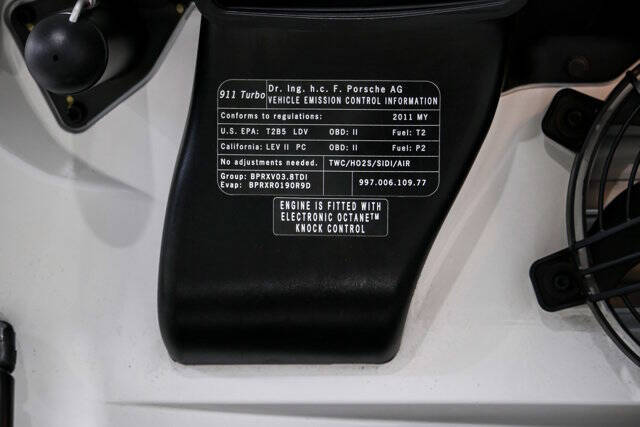 911 Turbo
Dr. Ing. h.c. F. Porsche AG
VEHICLE EMISSION CONTROL INFORMATION
Conforms to regulations: 2011 MY
U.S. EPA: T2B5 LDV OBD: II Fuel: T2
California: LEV II PC OBD: II Fuel: P2
No adjustments needed. TWC/HO2S/SIDI/AIR
Group: BPRXV03.8TDI
Evap: BPRXR0190R9D
997.006.109.77
ENGINE IS FITTED WITH
ELECTRONIC OCTANE™
KNOCK CONTROL